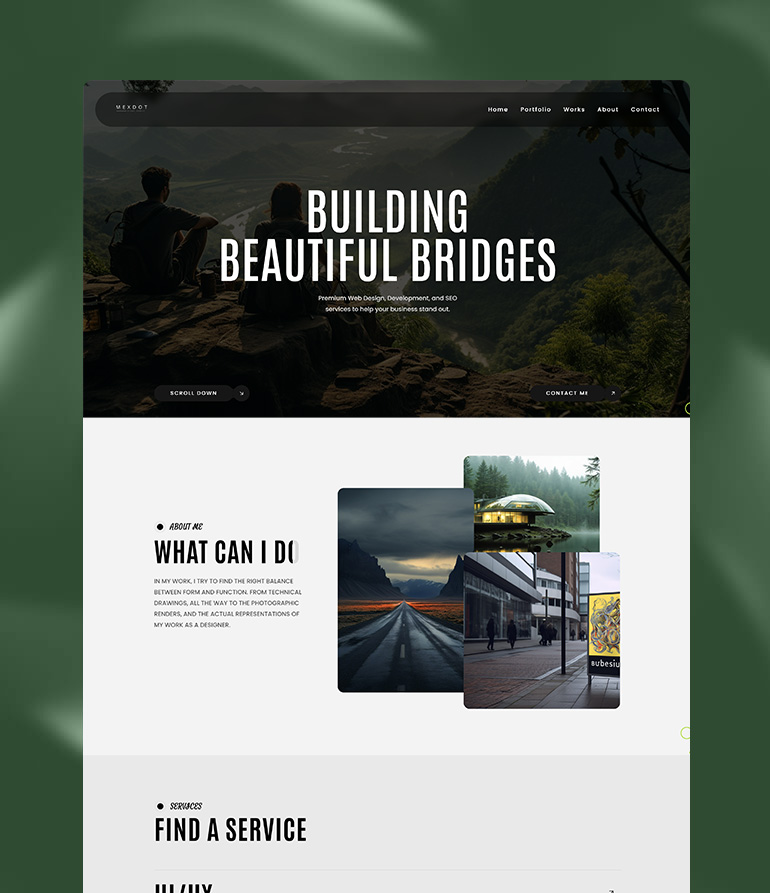 MEXDOT
Home Portfolio Works About Contact
BUILDING
BEAUTIFUL BRIDGES
Premium Web Design, Development, and SEO
services to help your business stand out.
SCROLL DOWN
CONTACT ME
ABOUT ME
WHAT CAN I DO
IN MY WORK, I TRY TO FIND THE RIGHT BALANCE
BETWEEN FORM AND FUNCTION. FROM TECHNICAL
DRAWINGS, ALL THE WAY TO THE PHOTOGRAPHIC
RENDERS, AND THE ACTUAL REPRESENTATIONS OF
MY WORK AS A DESIGNER.
SERVICES
FIND A SERVICE
UI/UX